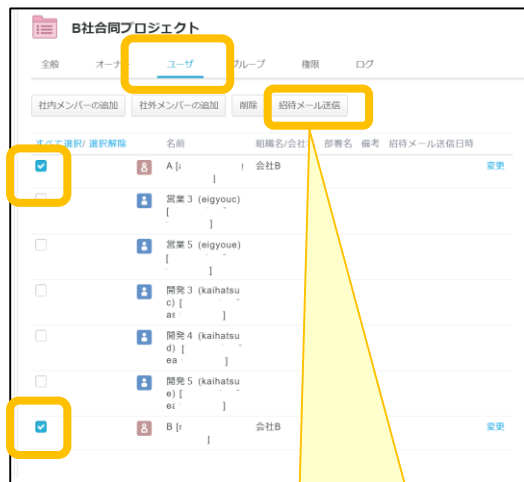 B社合同プロジェクト
全般 ユーザ グループ 権限 ログ
社内メンバーの追加 社外メンバーの追加 削除 招待メール送信
すべて選択/ 選択解除 名前 組織名/会社 部署名 備考 招待メール送信日時
A [ 会社B 変更
]
営業３ (eigyouc)
[
]
営業５ (eigyoue)
[
]
開発３ (kaihatsu
c) [
]
開発４ (kaihatsu
d) [
]
開発５ (kaihatsu
e) [
]
B [ 会社B 変更
]